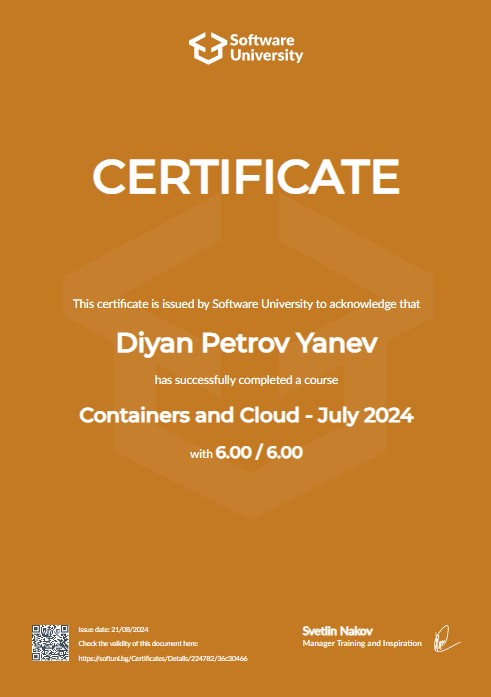 Software
University
CERTIFICATE
This certificate is issued by Software University to acknowledge that
Diyan Petrov Yanev
has successfully completed a course
Containers and Cloud - July 2024
with 6.00 / 6.00
Issue date: 21/08/2024
Check the validity of this document here:
https://softuni.bg/Certificates/Details/224782/36c30466
Svetlin Nakov
Manager Training and Inspiration